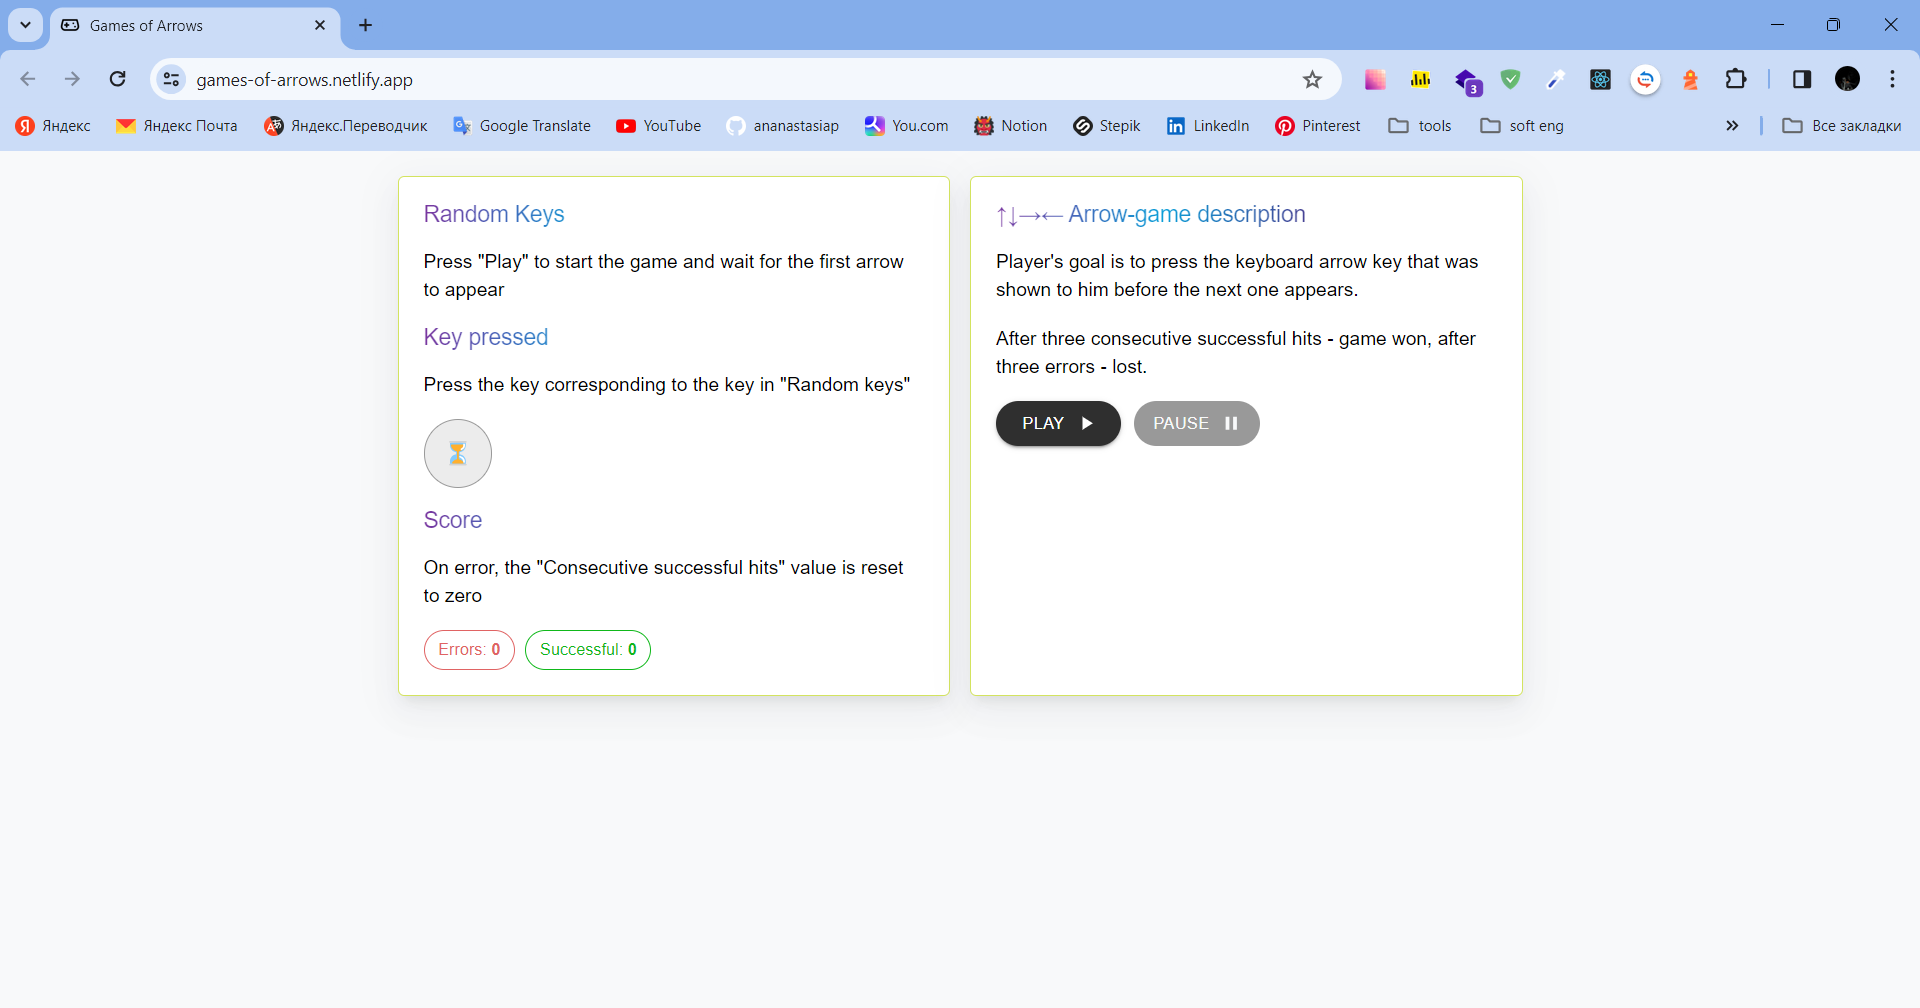 Games of Arrows
games-of-arrows.netlify.app
3
Яндекс
Яндекс Почта
Яндекс.Переводчик
Google Translate
YouTube
ananastasiap
You.com
Notion
Stepik
LinkedIn
Pinterest
tools
soft eng
»
Все закладки
Random Keys
Press "Play" to start the game and wait for the first arrow
to appear
Key pressed
Press the key corresponding to the key in "Random keys"
Score
On error, the "Consecutive successful hits" value is reset
to zero
Errors: 0
Successful: 0
↑↓→← Arrow-game description
Player's goal is to press the keyboard arrow key that was
shown to him before the next one appears.
After three consecutive successful hits - game won, after
three errors - lost.
PLAY
PAUSE